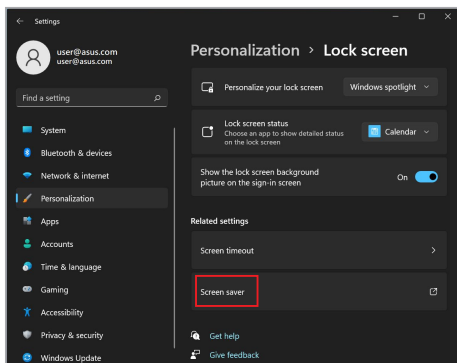 Settings
user@asus.com
user@asus.com
Find a setting
System
Bluetooth & devices
Network & internet
Personalization
Apps
Accounts
Time & language
Gaming
Accessibility
Privacy & security
Windows Update
Personalization > Lock screen
Personalize your lock screen
Windows spotlight
Lock screen status
Choose an app to show detailed status
on the lock screen
Calendar
Show the lock screen background
picture on the sign-in screen
On
Related settings
Screen timeout
Screen saver
Get help
Give feedback